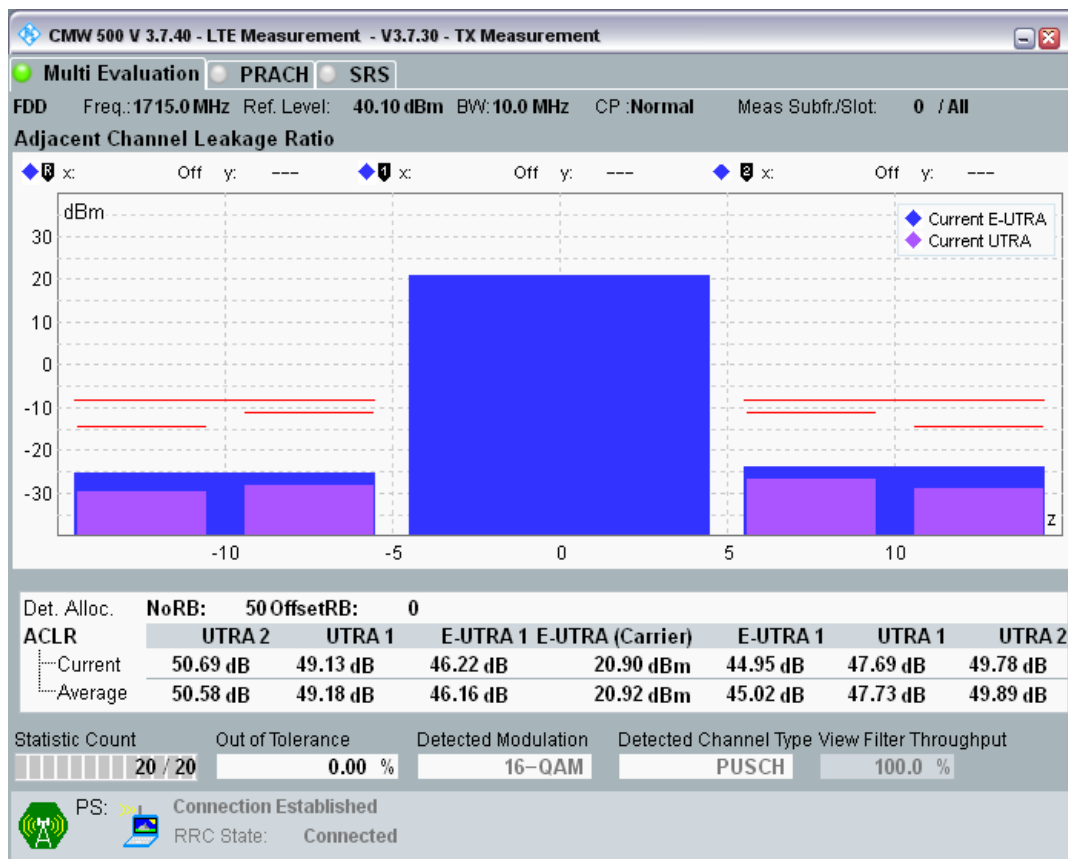 CMW 500 V 3.7.40 - LTE Measurement - V3.7.30 - TX Measurement
Multi Evaluation PRACH SRS
FDD Freq.:1715.0 MHz Ref. Level: 40.10 dBm BW:10.0 MHz CP :Normal Meas Subfr./Slot: 0 / All
Adjacent Channel Leakage Ratio
R x: Off y: --- 1 x: Off y: --- 2 x: Off y: ---
dBm
Current E-UTRA
Current UTRA
30
20
10
0
-10
-20
-30
z
-10 -5 0 5 10
Det. Alloc. NoRB: 50 OffsetRB: 0
ACLR UTRA 2 UTRA 1 E-UTRA 1 E-UTRA (Carrier) E-UTRA 1 UTRA 1 UTRA 2
Current 50.69 dB 49.13 dB 46.22 dB 20.90 dBm 44.95 dB 47.69 dB 49.78 dB
Average 50.58 dB 49.18 dB 46.16 dB 20.92 dBm 45.02 dB 47.73 dB 49.89 dB
Statistic Count Out of Tolerance Detected Modulation Detected Channel Type View Filter Throughput
20 / 20 0.00 % 16-QAM PUSCH 100.0 %
PS: Connection Established
RRC State: Connected